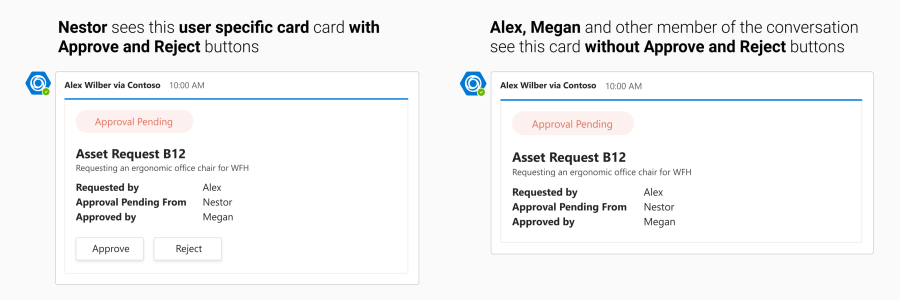 Nestor sees this user specific card card with
Approve and Reject buttons
Alex Wilber via Contoso 10:00 AM
Approval Pending
Asset Request B12
Requesting an ergonomic office chair for WFH
Requested by Alex
Approval Pending From Nestor
Approved by Megan
Approve Reject
Alex, Megan and other member of the conversation
see this card without Approve and Reject buttons
Alex Wilber via Contoso 10:00 AM
Approval Pending
Asset Request B12
Requesting an ergonomic office chair for WFH
Requested by Alex
Approval Pending From Nestor
Approved by Megan